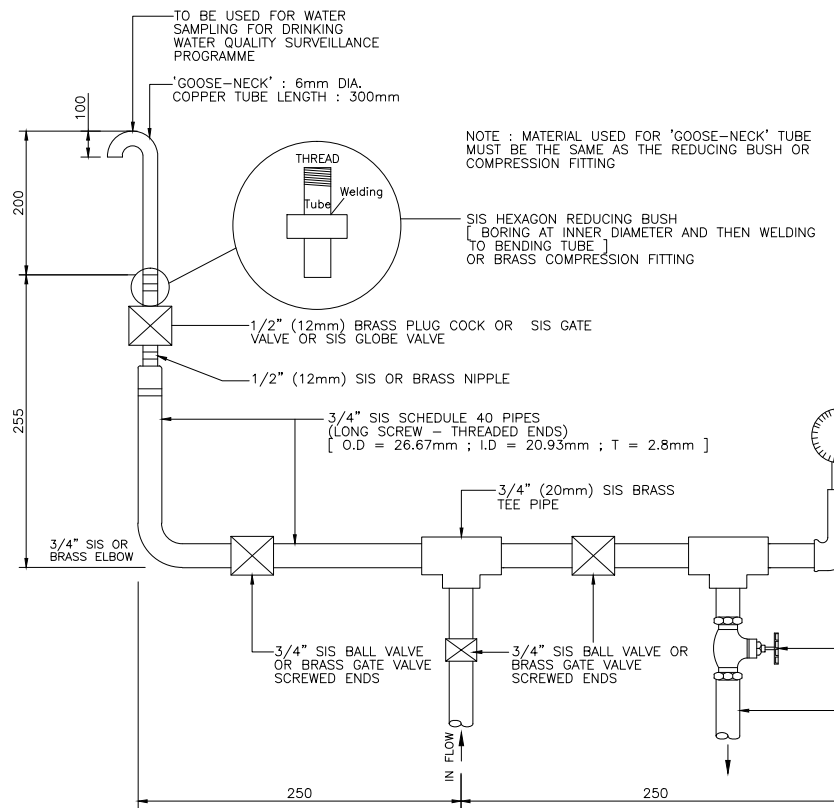 TO BE USED FOR WATER
SAMPLING FOR DRINKING
WATER QUALITY SURVEILLANCE
PROGRAMME
'GOOSE-NECK' : 6mm DIA.
COPPER TUBE LENGTH : 300mm
100
200
255
THREAD
Tube
Welding
NOTE : MATERIAL USED FOR 'GOOSE-NECK' TUBE
MUST BE THE SAME AS THE REDUCING BUSH OR
COMPRESSION FITTING
SIS HEXAGON REDUCING BUSH
[ BORING AT INNER DIAMETER AND THEN WELDING
TO BENDING TUBE ]
OR BRASS COMPRESSION FITTING
1/2" (12mm) BRASS PLUG COCK OR SIS GATE
VALVE OR SIS GLOBE VALVE
1/2" (12mm) SIS OR BRASS NIPPLE
3/4" SIS SCHEDULE 40 PIPES
(LONG SCREW - THREADED ENDS)
[ O.D = 26.67mm ; I.D = 20.93mm ; T = 2.8mm ]
3/4" (20mm) SIS BRASS
TEE PIPE
3/4" SIS OR
BRASS ELBOW
3/4" SIS BALL VALVE
OR BRASS GATE VALVE
SCREWED ENDS
3/4" SIS BALL VALVE OR
BRASS GATE VALVE
SCREWED ENDS
IN FLOW
250
250